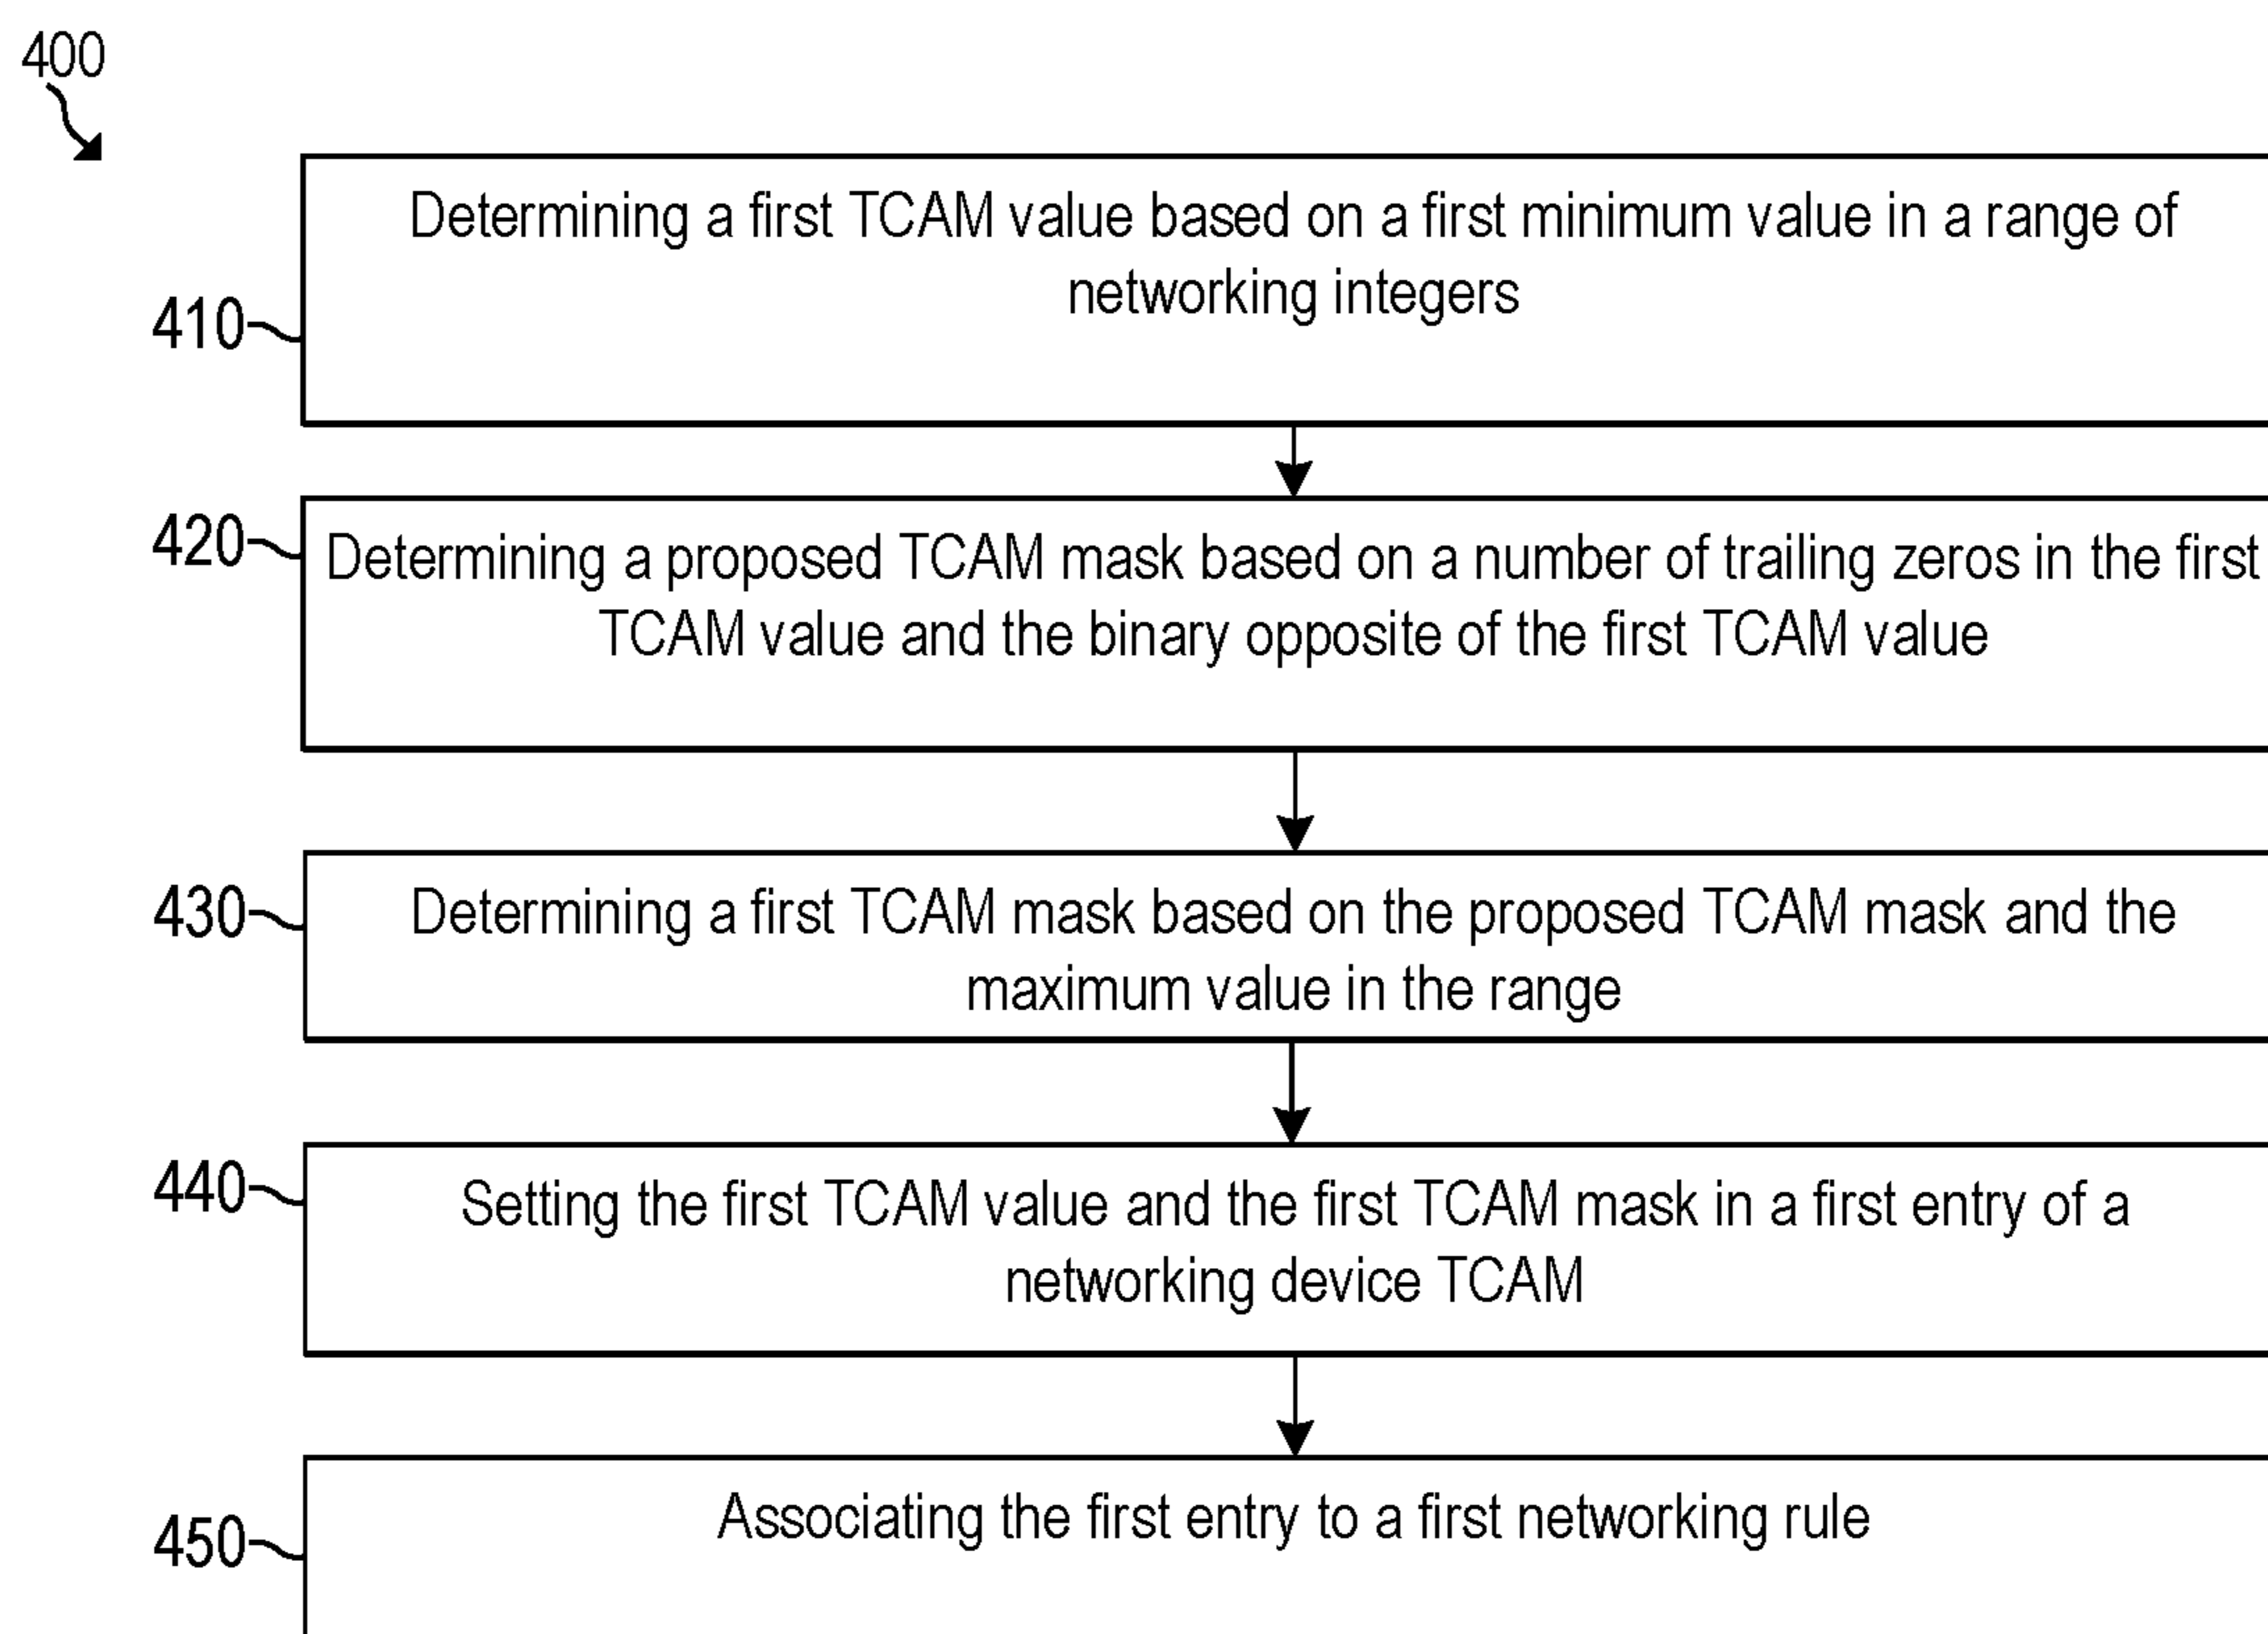 400
Determining a first TCAM value based on a first minimum value in a range of
networking integers
410
420
Determining a proposed TCAM mask based on a number of trailing zeros in the first
TCAM value and the binary opposite of the first TCAM value
430
Determining a first TCAM mask based on the proposed TCAM mask and the
maximum value in the range
440
Setting the first TCAM value and the first TCAM mask in a first entry of a
networking device TCAM
450
Associating the first entry to a first networking rule